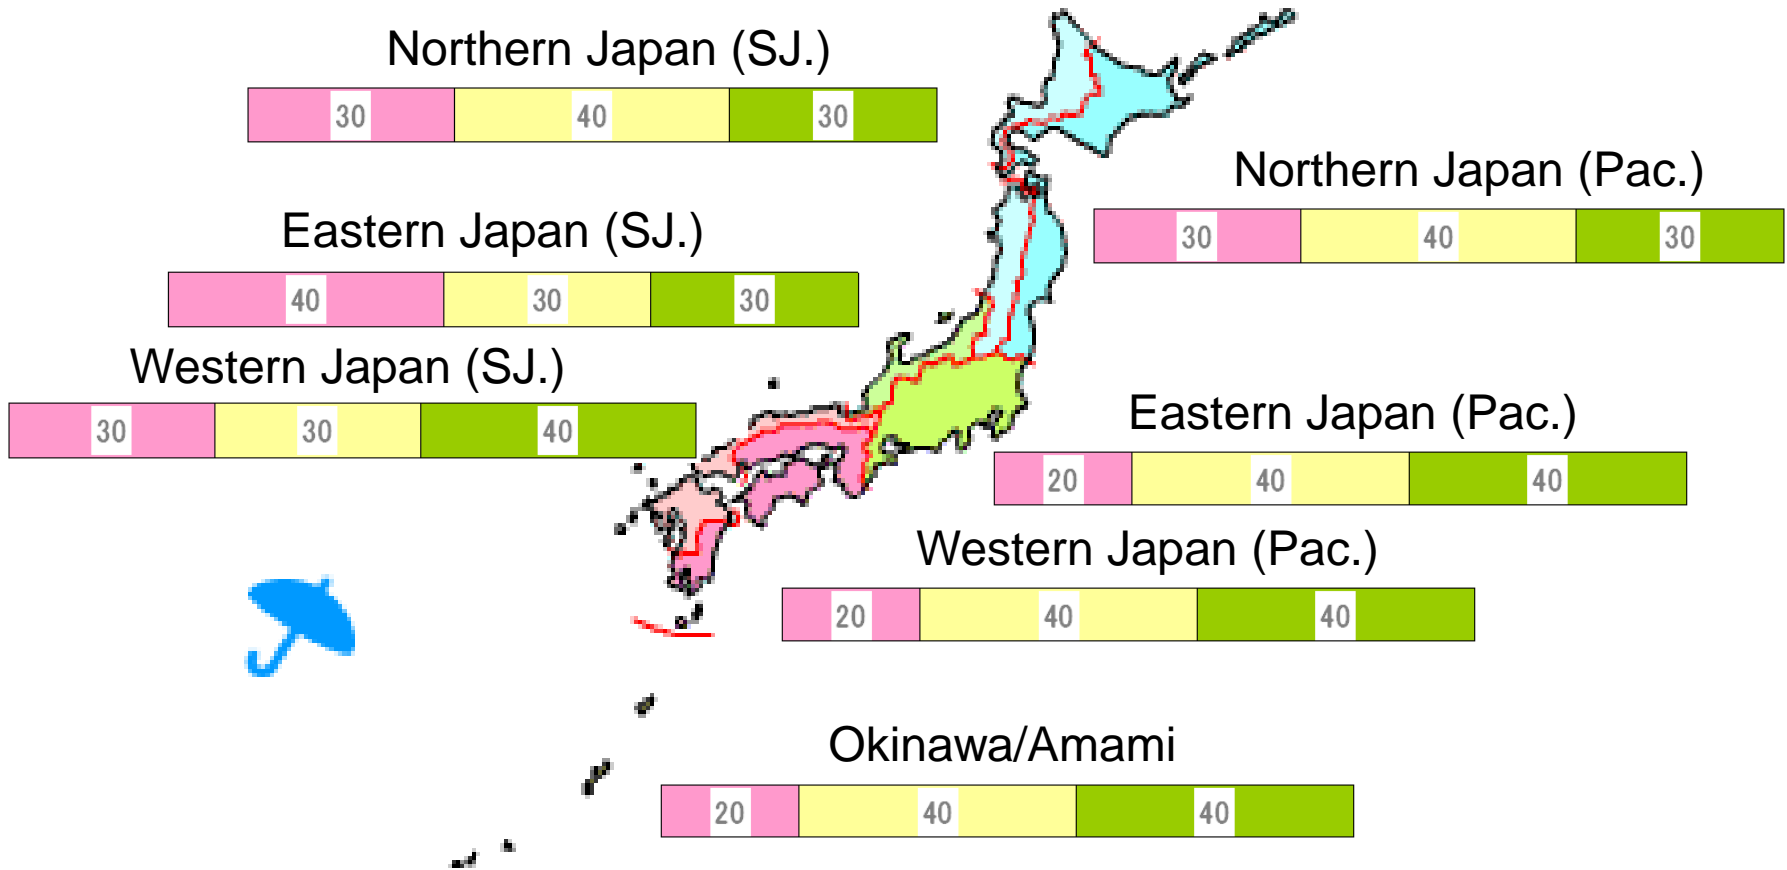 Northern Japan (SJ.)
30 40 30
Northern Japan (Pac.)
30 40 30
Eastern Japan (SJ.)
40 30 30
Western Japan (SJ.)
30 30 40
Eastern Japan (Pac.)
20 40 40
Western Japan (Pac.)
20 40 40
Okinawa/Amami
20 40 40